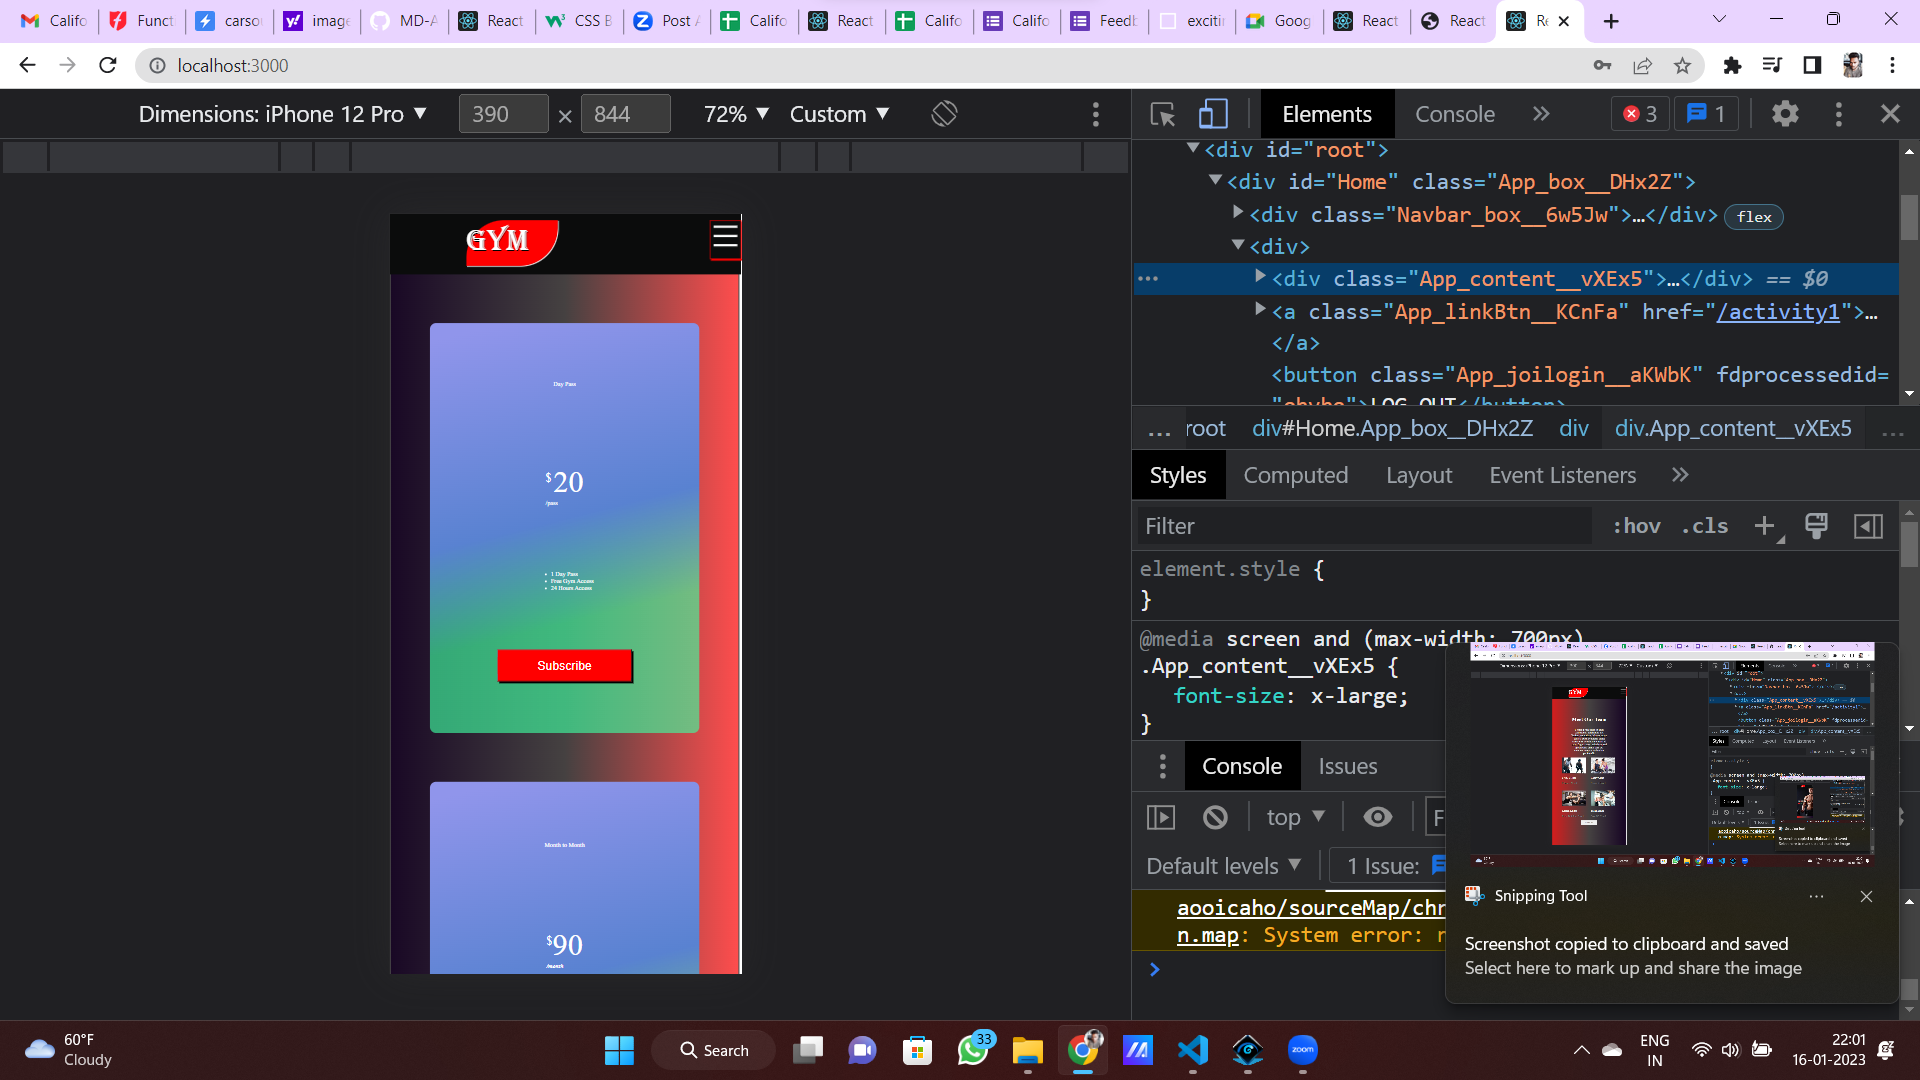 Califo
Funct
carso
image
MD-A
React
CSS B
Post A
Califo
React
Califo
Califo
Feedb
excitin
Goog
React
React
Re
localhost:3000
Dimensions: iPhone 12 Pro ▼ 390 × 844 72% ▼ Custom ▼
Elements Console » 3 1
GYM
Day Pass
$20
/pass
• 1 Day Pass
• Free Gym Access
• 24 Hours Access
Subscribe
Month to Month
$90
/month
▼<div id="root">
▼<div id="Home" class="App_box__DHx2Z">
▶<div class="Navbar_box__6w5Jw">…</div> flex
▼<div>
… ▶<div class="App_content__vXEx5">…</div> == $0
▶<a class="App_linkBtn__KCnFa" href="/activity1">…
</a>
<button class="App_joilogin__aKWbK" fdprocessedid=
LOG OUT</button>
… root div#Home.App_box__DHx2Z div div.App_content__vXEx5 …
Styles Computed Layout Event Listeners »
Filter :hov .cls +
element.style {
}
@media screen and (max-width: 700px)
.App_content__vXEx5 {
font-size: x-large;
}
Console Issues
top ▼ F
Default levels ▼ 1 Issue:
aooicaho/sourceMap/chr
n.map: System error: r
Snipping Tool
Screenshot copied to clipboard and saved
Select here to mark up and share the image
60°F
Cloudy
Search
33
zoom
ENG
IN
22:01
16-01-2023